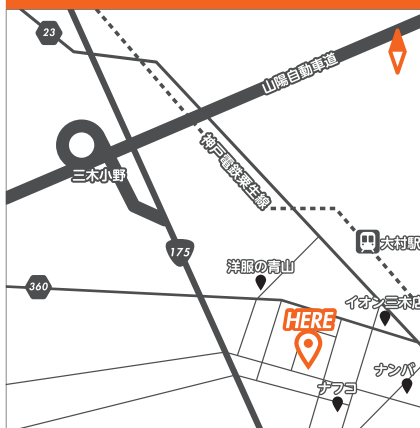 23
山陽自動車道
神戸電鉄粟生線
三木小野
175
大村駅
洋服の青山
360
イオン三木店
HERE
ナンバ
ナフコ